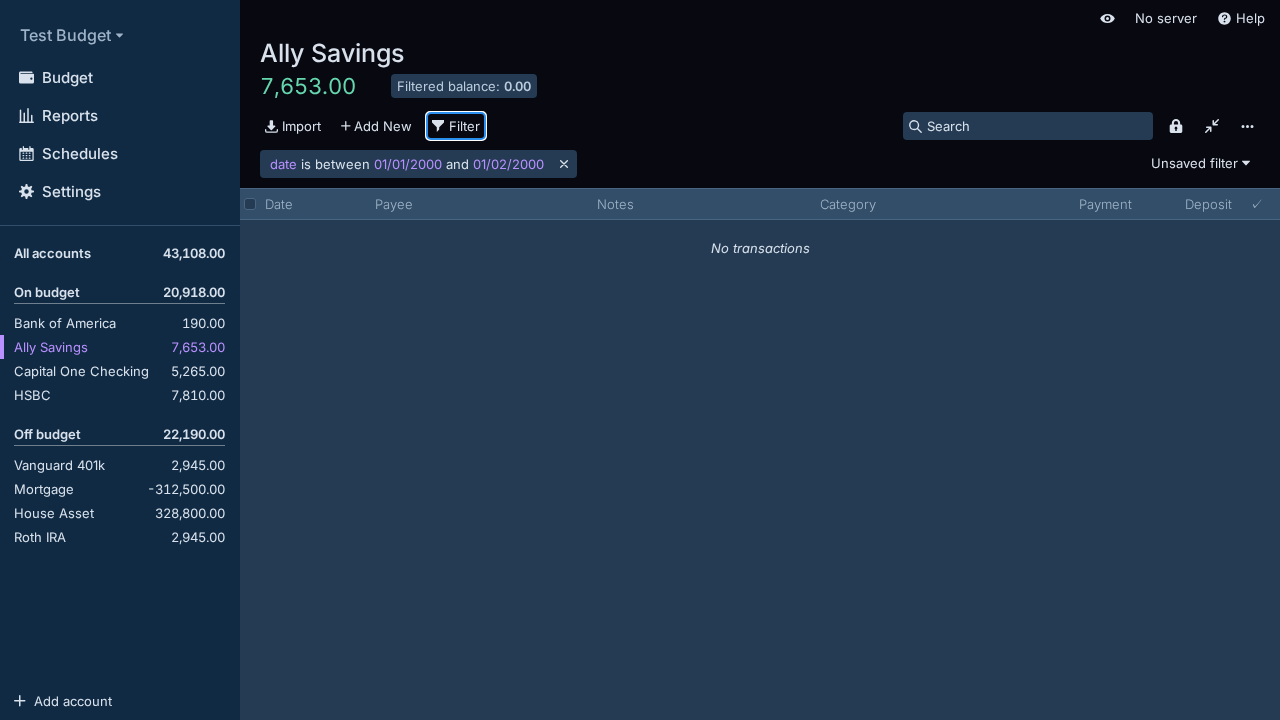 Test Budget
Budget
Reports
Schedules
Settings
All accounts 43,108.00
On budget 20,918.00
Bank of America 190.00
Ally Savings 7,653.00
Capital One Checking 5,265.00
HSBC 7,810.00
Off budget 22,190.00
Vanguard 401k 2,945.00
Mortgage -312,500.00
House Asset 328,800.00
Roth IRA 2,945.00
Add account
No server Help
Ally Savings
7,653.00 Filtered balance: 0.00
Import Add New Filter Search
date is between 01/01/2000 and 01/02/2000 Unsaved filter
Date Payee Notes Category Payment Deposit ✓
No transactions